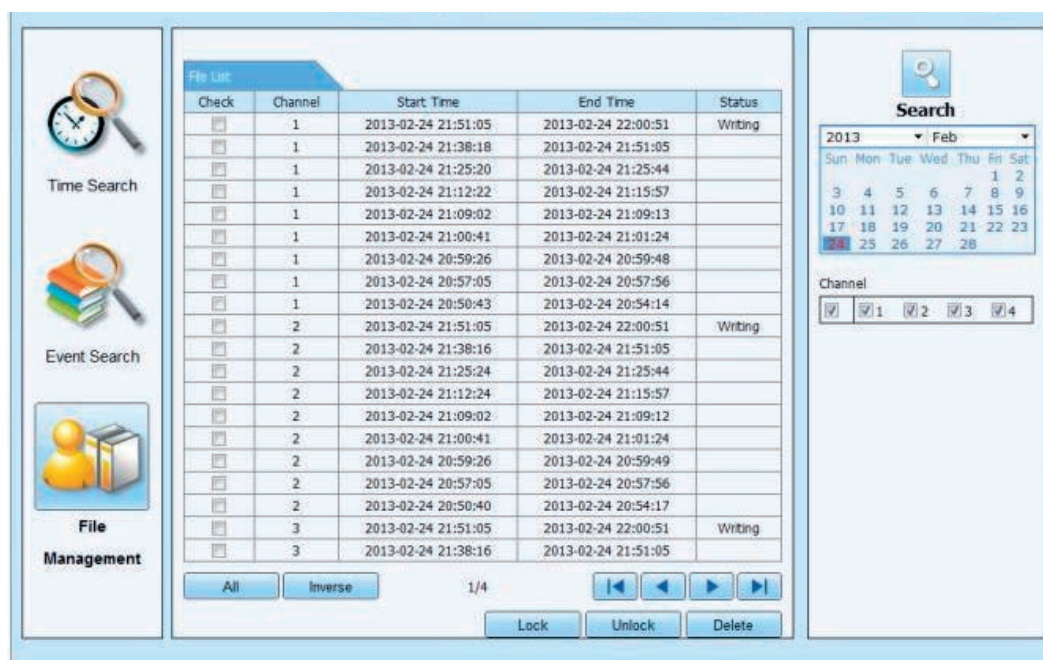 Time Search
Event Search
File
Management
File List
Check Channel Start Time End Time Status
1 2013-02-24 21:51:05 2013-02-24 22:00:51 Writing
1 2013-02-24 21:38:18 2013-02-24 21:51:05
1 2013-02-24 21:25:20 2013-02-24 21:25:44
1 2013-02-24 21:12:22 2013-02-24 21:15:57
1 2013-02-24 21:09:02 2013-02-24 21:09:13
1 2013-02-24 21:00:41 2013-02-24 21:01:24
1 2013-02-24 20:59:26 2013-02-24 20:59:48
1 2013-02-24 20:57:05 2013-02-24 20:57:56
1 2013-02-24 20:50:43 2013-02-24 20:54:14
2 2013-02-24 21:51:05 2013-02-24 22:00:51 Writing
2 2013-02-24 21:38:16 2013-02-24 21:51:05
2 2013-02-24 21:25:24 2013-02-24 21:25:44
2 2013-02-24 21:12:24 2013-02-24 21:15:57
2 2013-02-24 21:09:02 2013-02-24 21:09:12
2 2013-02-24 21:00:41 2013-02-24 21:01:24
2 2013-02-24 20:59:26 2013-02-24 20:59:49
2 2013-02-24 20:57:05 2013-02-24 20:57:56
2 2013-02-24 20:50:40 2013-02-24 20:54:17
3 2013-02-24 21:51:05 2013-02-24 22:00:51 Writing
3 2013-02-24 21:38:16 2013-02-24 21:51:05
All Inverse 1/4
Lock Unlock Delete
Search
2013 Feb
Sun Mon Tue Wed Thu Fri Sat
1 2
3 4 5 6 7 8 9
10 11 12 13 14 15 16
17 18 19 20 21 22 23
24 25 26 27 28
Channel
1 2 3 4